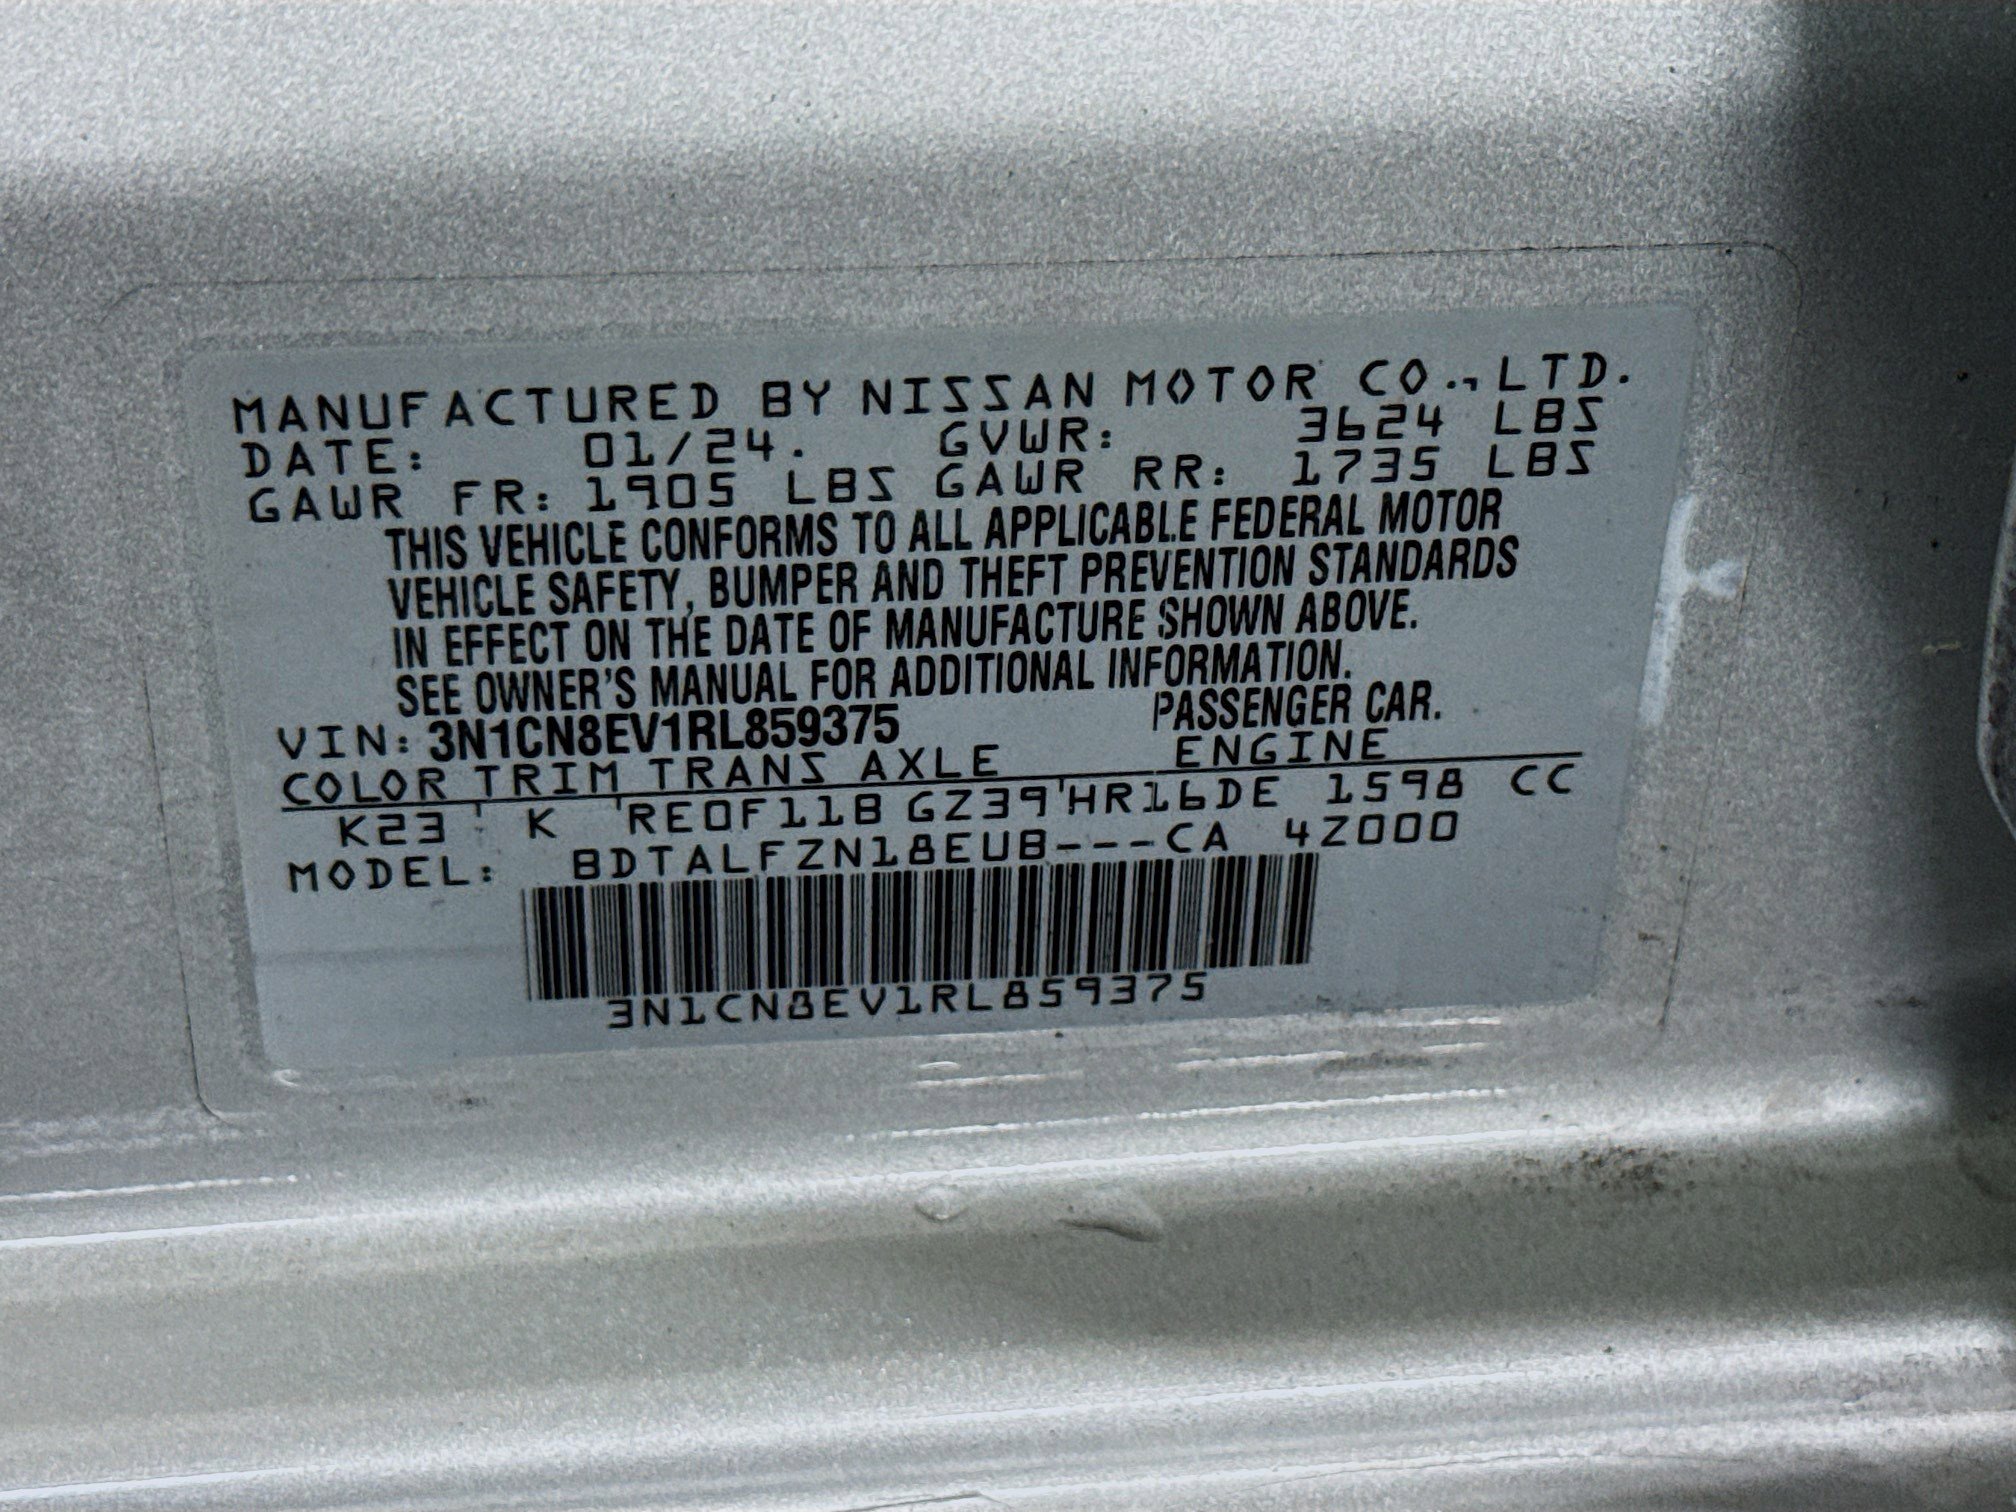 MANUFACTURED BY NISSAN MOTOR CO., LTD.
DATE: 01/24. GVWR: 3624 LBS
GAWR FR: 1905 LBS GAWR RR: 1735 LBS
THIS VEHICLE CONFORMS TO ALL APPLICABLE FEDERAL MOTOR
VEHICLE SAFETY, BUMPER AND THEFT PREVENTION STANDARDS
IN EFFECT ON THE DATE OF MANUFACTURE SHOWN ABOVE.
SEE OWNER'S MANUAL FOR ADDITIONAL INFORMATION.
VIN: 3N1CN8EV1RL859375 PASSENGER CAR.
COLOR TRIM TRANS AXLE ENGINE
K23 K RE0F11B GZ39 HR16DE 1598 CC
MODEL: BDTALFZN18EUB---CA 4Z000
3N1CN8EV1RL859375